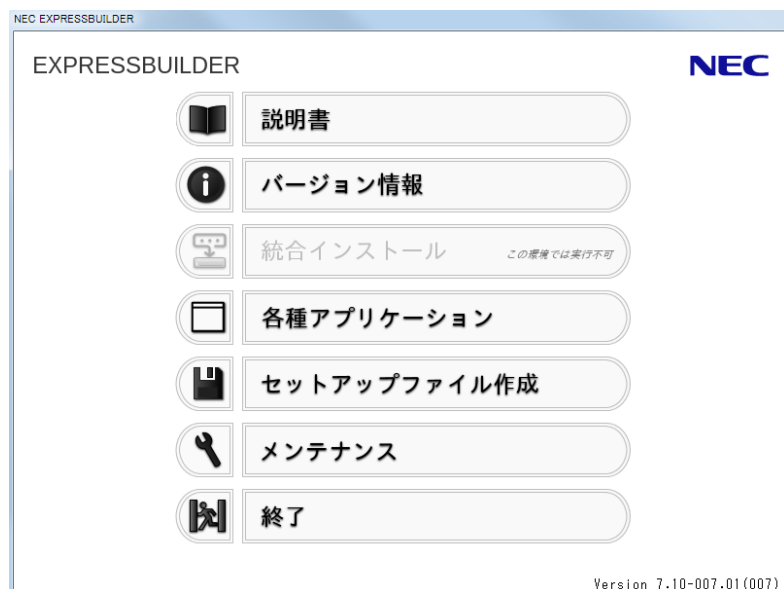 NEC EXPRESSBUILDER
EXPRESSBUILDER
NEC
説明書
バージョン情報
統合インストール この環境では実行不可
各種アプリケーション
セットアップファイル作成
メンテナンス
終了
Version 7.10-007.01(007)